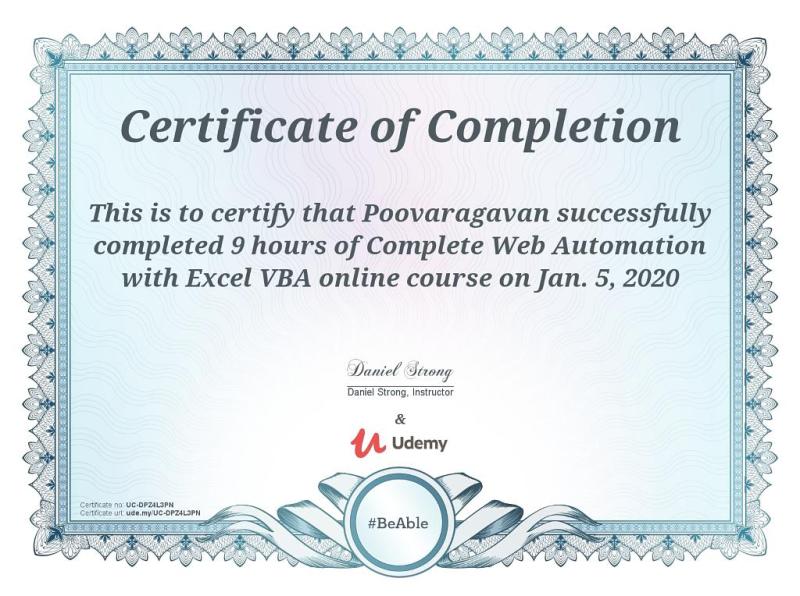 Certificate of Completion
This is to certify that Poovaragavan successfully
completed 9 hours of Complete Web Automation
with Excel VBA online course on Jan. 5, 2020
Daniel Strong
Daniel Strong, Instructor
&
Udemy
Certificate no: UC-DPZ4L3PN
Certificate url: ude.my/UC-DPZ4L3PN
#BeAble